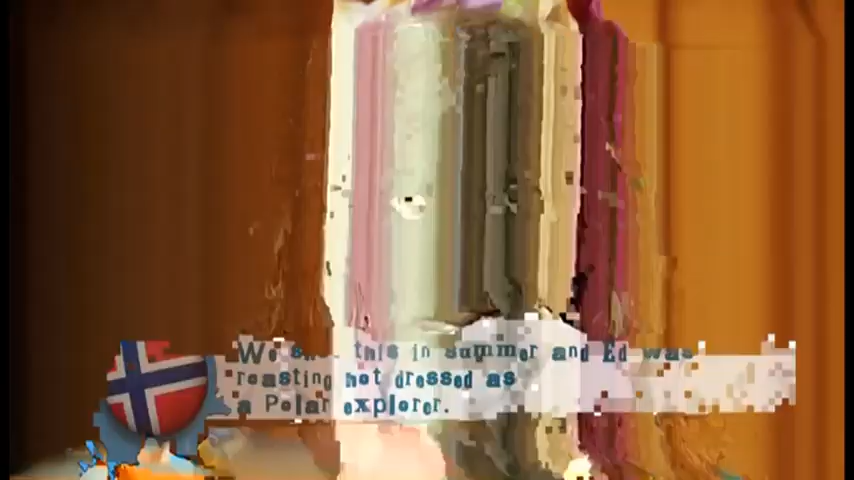 We this in summer and Ed was
roasting hot dressed as
a Polar explorer.